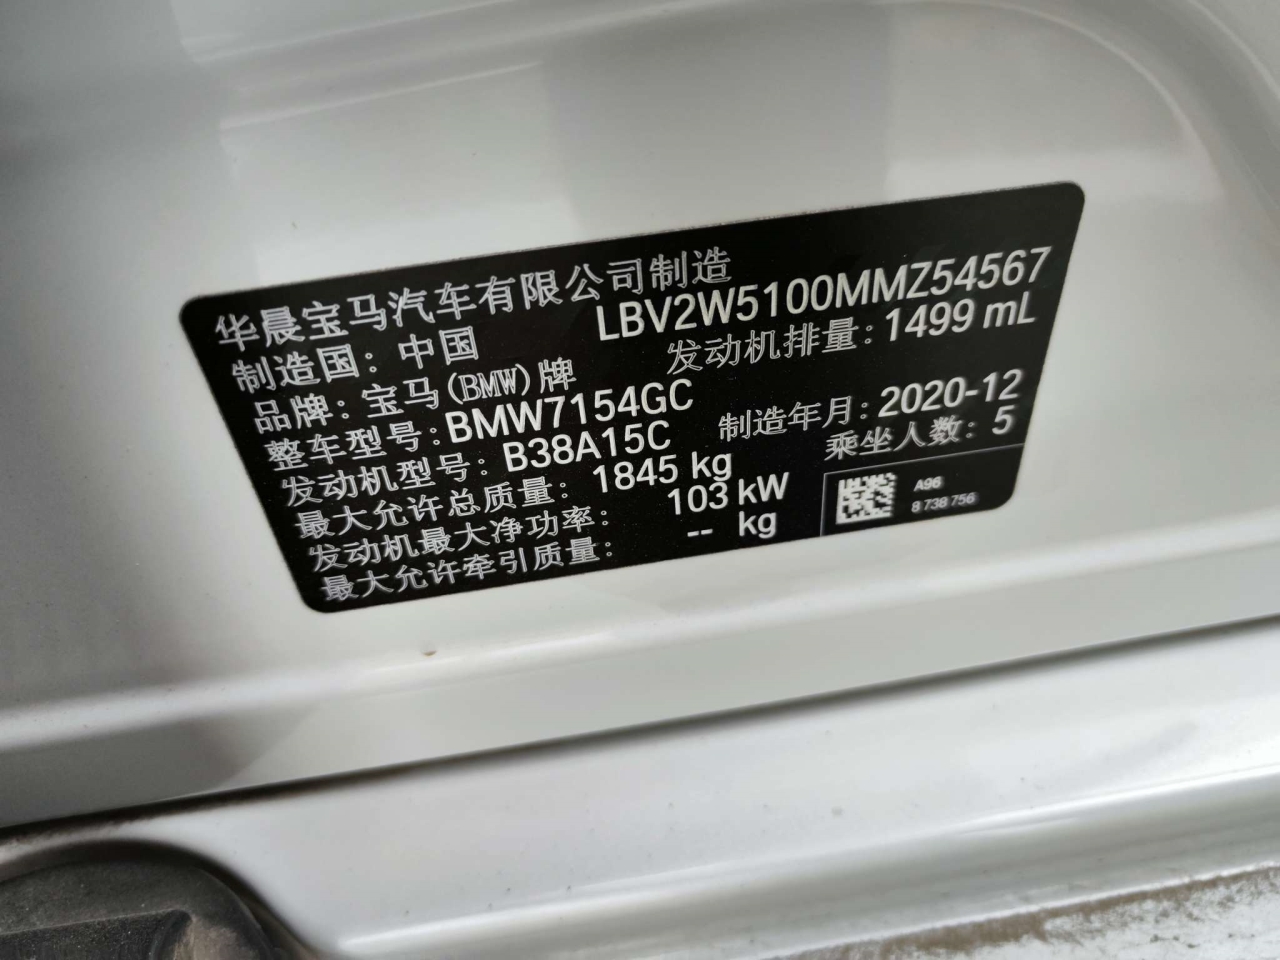 华晨宝马汽车有限公司制造
制造国：中国 LBV2W5100MMZ54567
品牌：宝马(BMW)牌 发动机排量：1499 mL
整车型号：BMW7154GC 制造年月：2020-12
发动机型号：B38A15C 乘坐人数：5
最大允许总质量：1845 kg
发动机最大净功率：103 kW
最大允许牵引质量：-- kg
A96
8 738 756